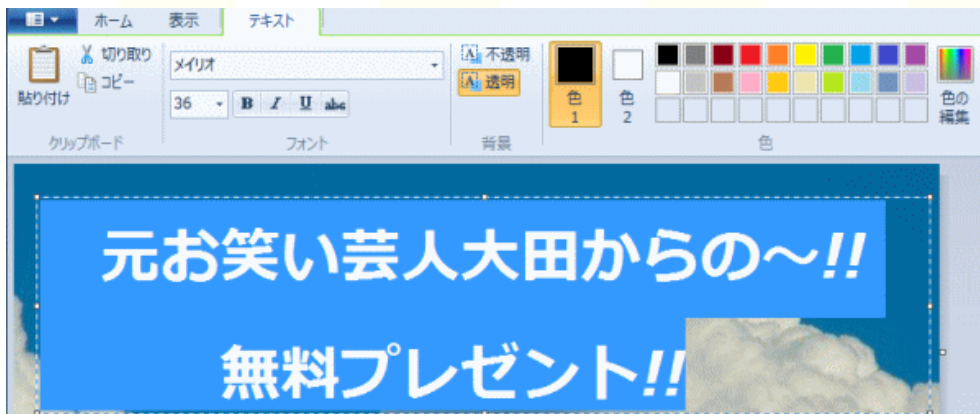 ホーム 表示 テキスト
切り取り
コピー
貼り付け
クリップボード
メイリオ
36 B I U abc
フォント
不透明
透明
背景
色
1
色
2
色の
編集
色
元お笑い芸人大田からの～!!
無料プレゼント!!